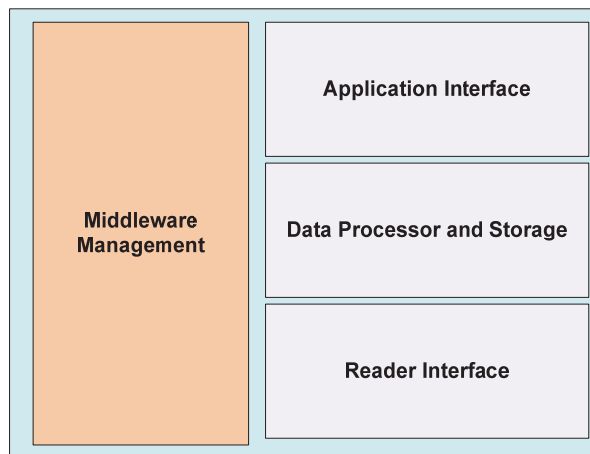 Middleware
Management
Application Interface
Data Processor and Storage
Reader Interface